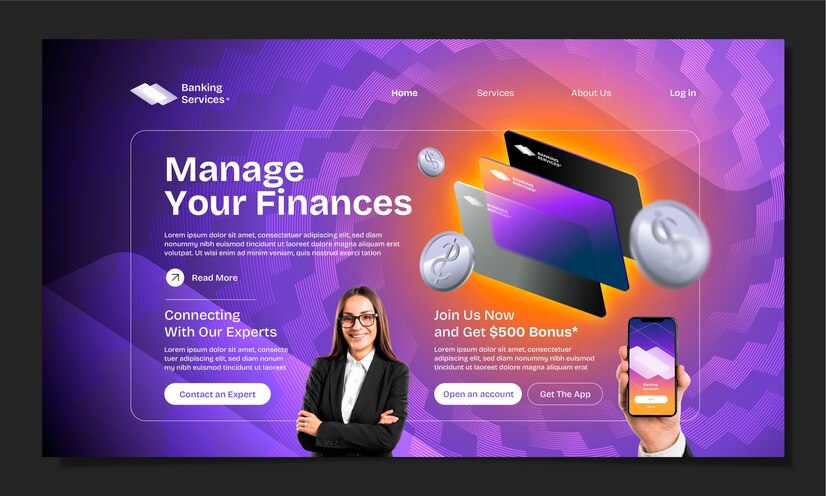 Banking
Services*
Home
Services
About Us
Log in
Manage
Your Finances
Lorem ipsum dolor sit amet, consectetuer adipiscing elit, sed diam
nonummy nibh euismod tincidunt ut laoreet dolore magna aliquam erat
volutpat. Ut wisi enim ad minim veniam, quis nostrud exerci tation
Read More
BANKING
SERVICES*
BANKING
SERVICES*
BANKING
SERVICES*
Connecting
With Our Experts
Lorem ipsum dolor sit amet, consecte
tuer adipiscing elit, sed diam nonum
my nibh euismod tincidunt ut laoreet
Contact an Expert
Join Us Now
and Get $500 Bonus*
Lorem ipsum dolor sit amet, consectetuer
adipiscing elit, sed diam nonummy nibh
euismod tincidunt ut laoreet magna erat
Open an account
Get The App
Banking
Services*